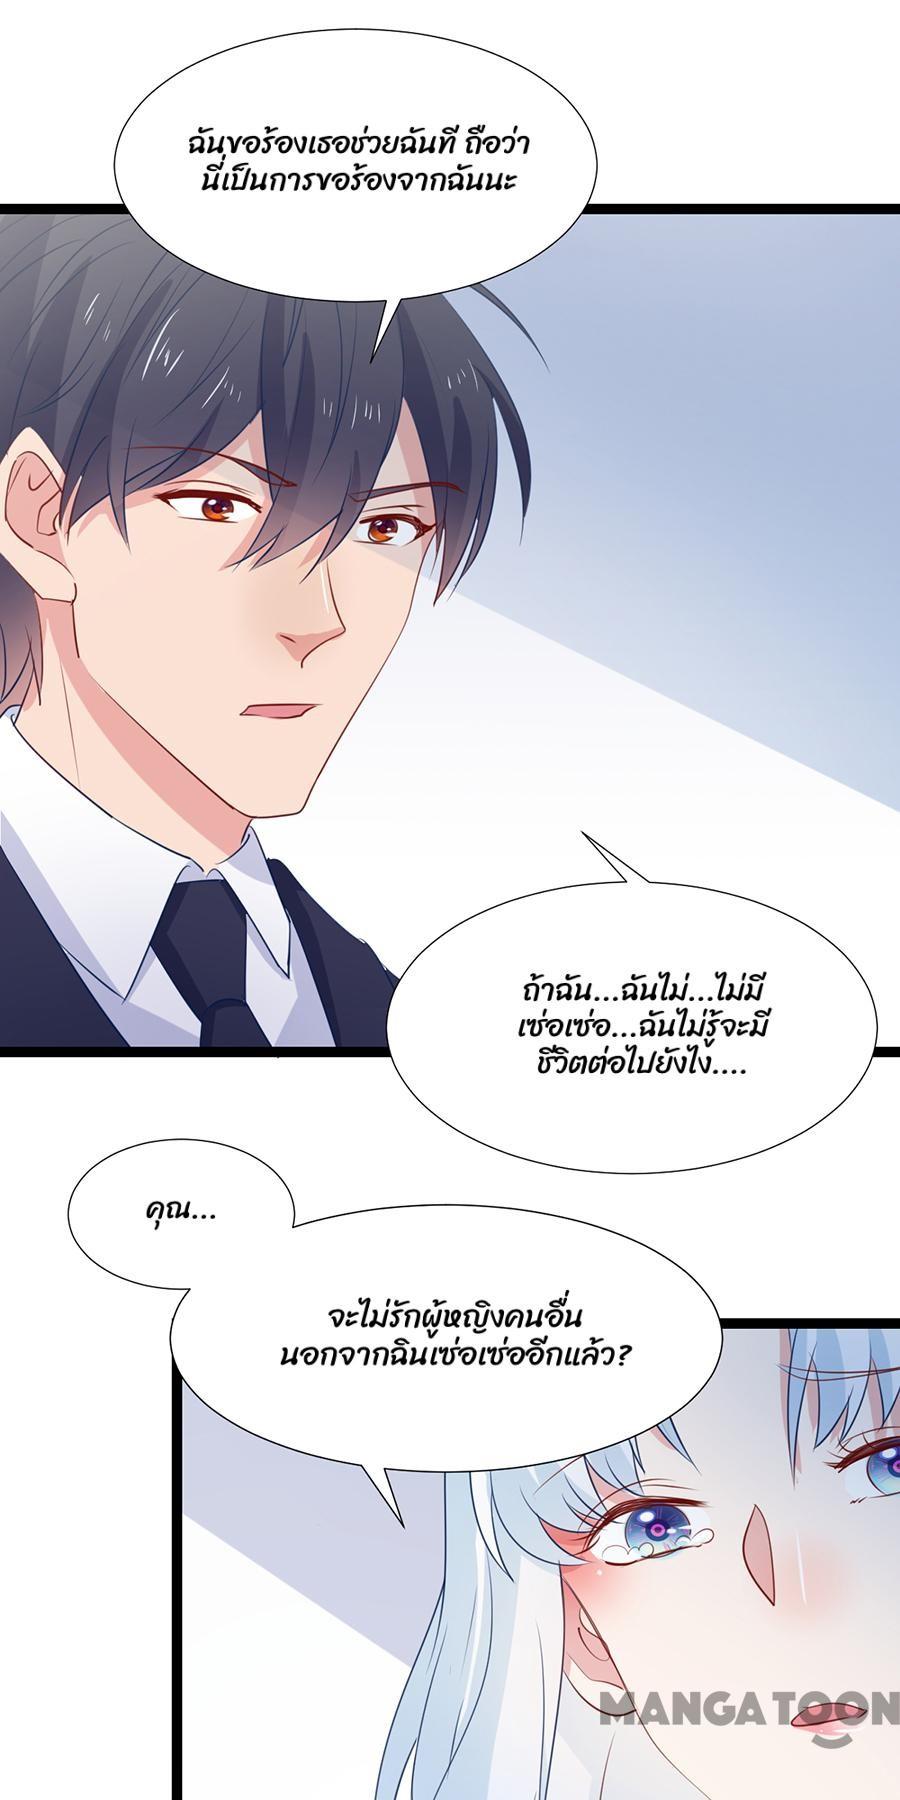 ฉันขอร้องเธอช่วยฉันที ถือว่า
นี่เป็นการขอร้องจากฉันนะ
ถ้าฉัน...ฉันไม่...ไม่มี
เซ่อเซ่อ...ฉันไม่รู้จะมี
ชีวิตต่อไปยังไง....
คุณ...
จะไม่รักผู้หญิงคนอื่น
นอกจากฉินเซ่อเซ่ออีกแล้ว?
MANGATOON